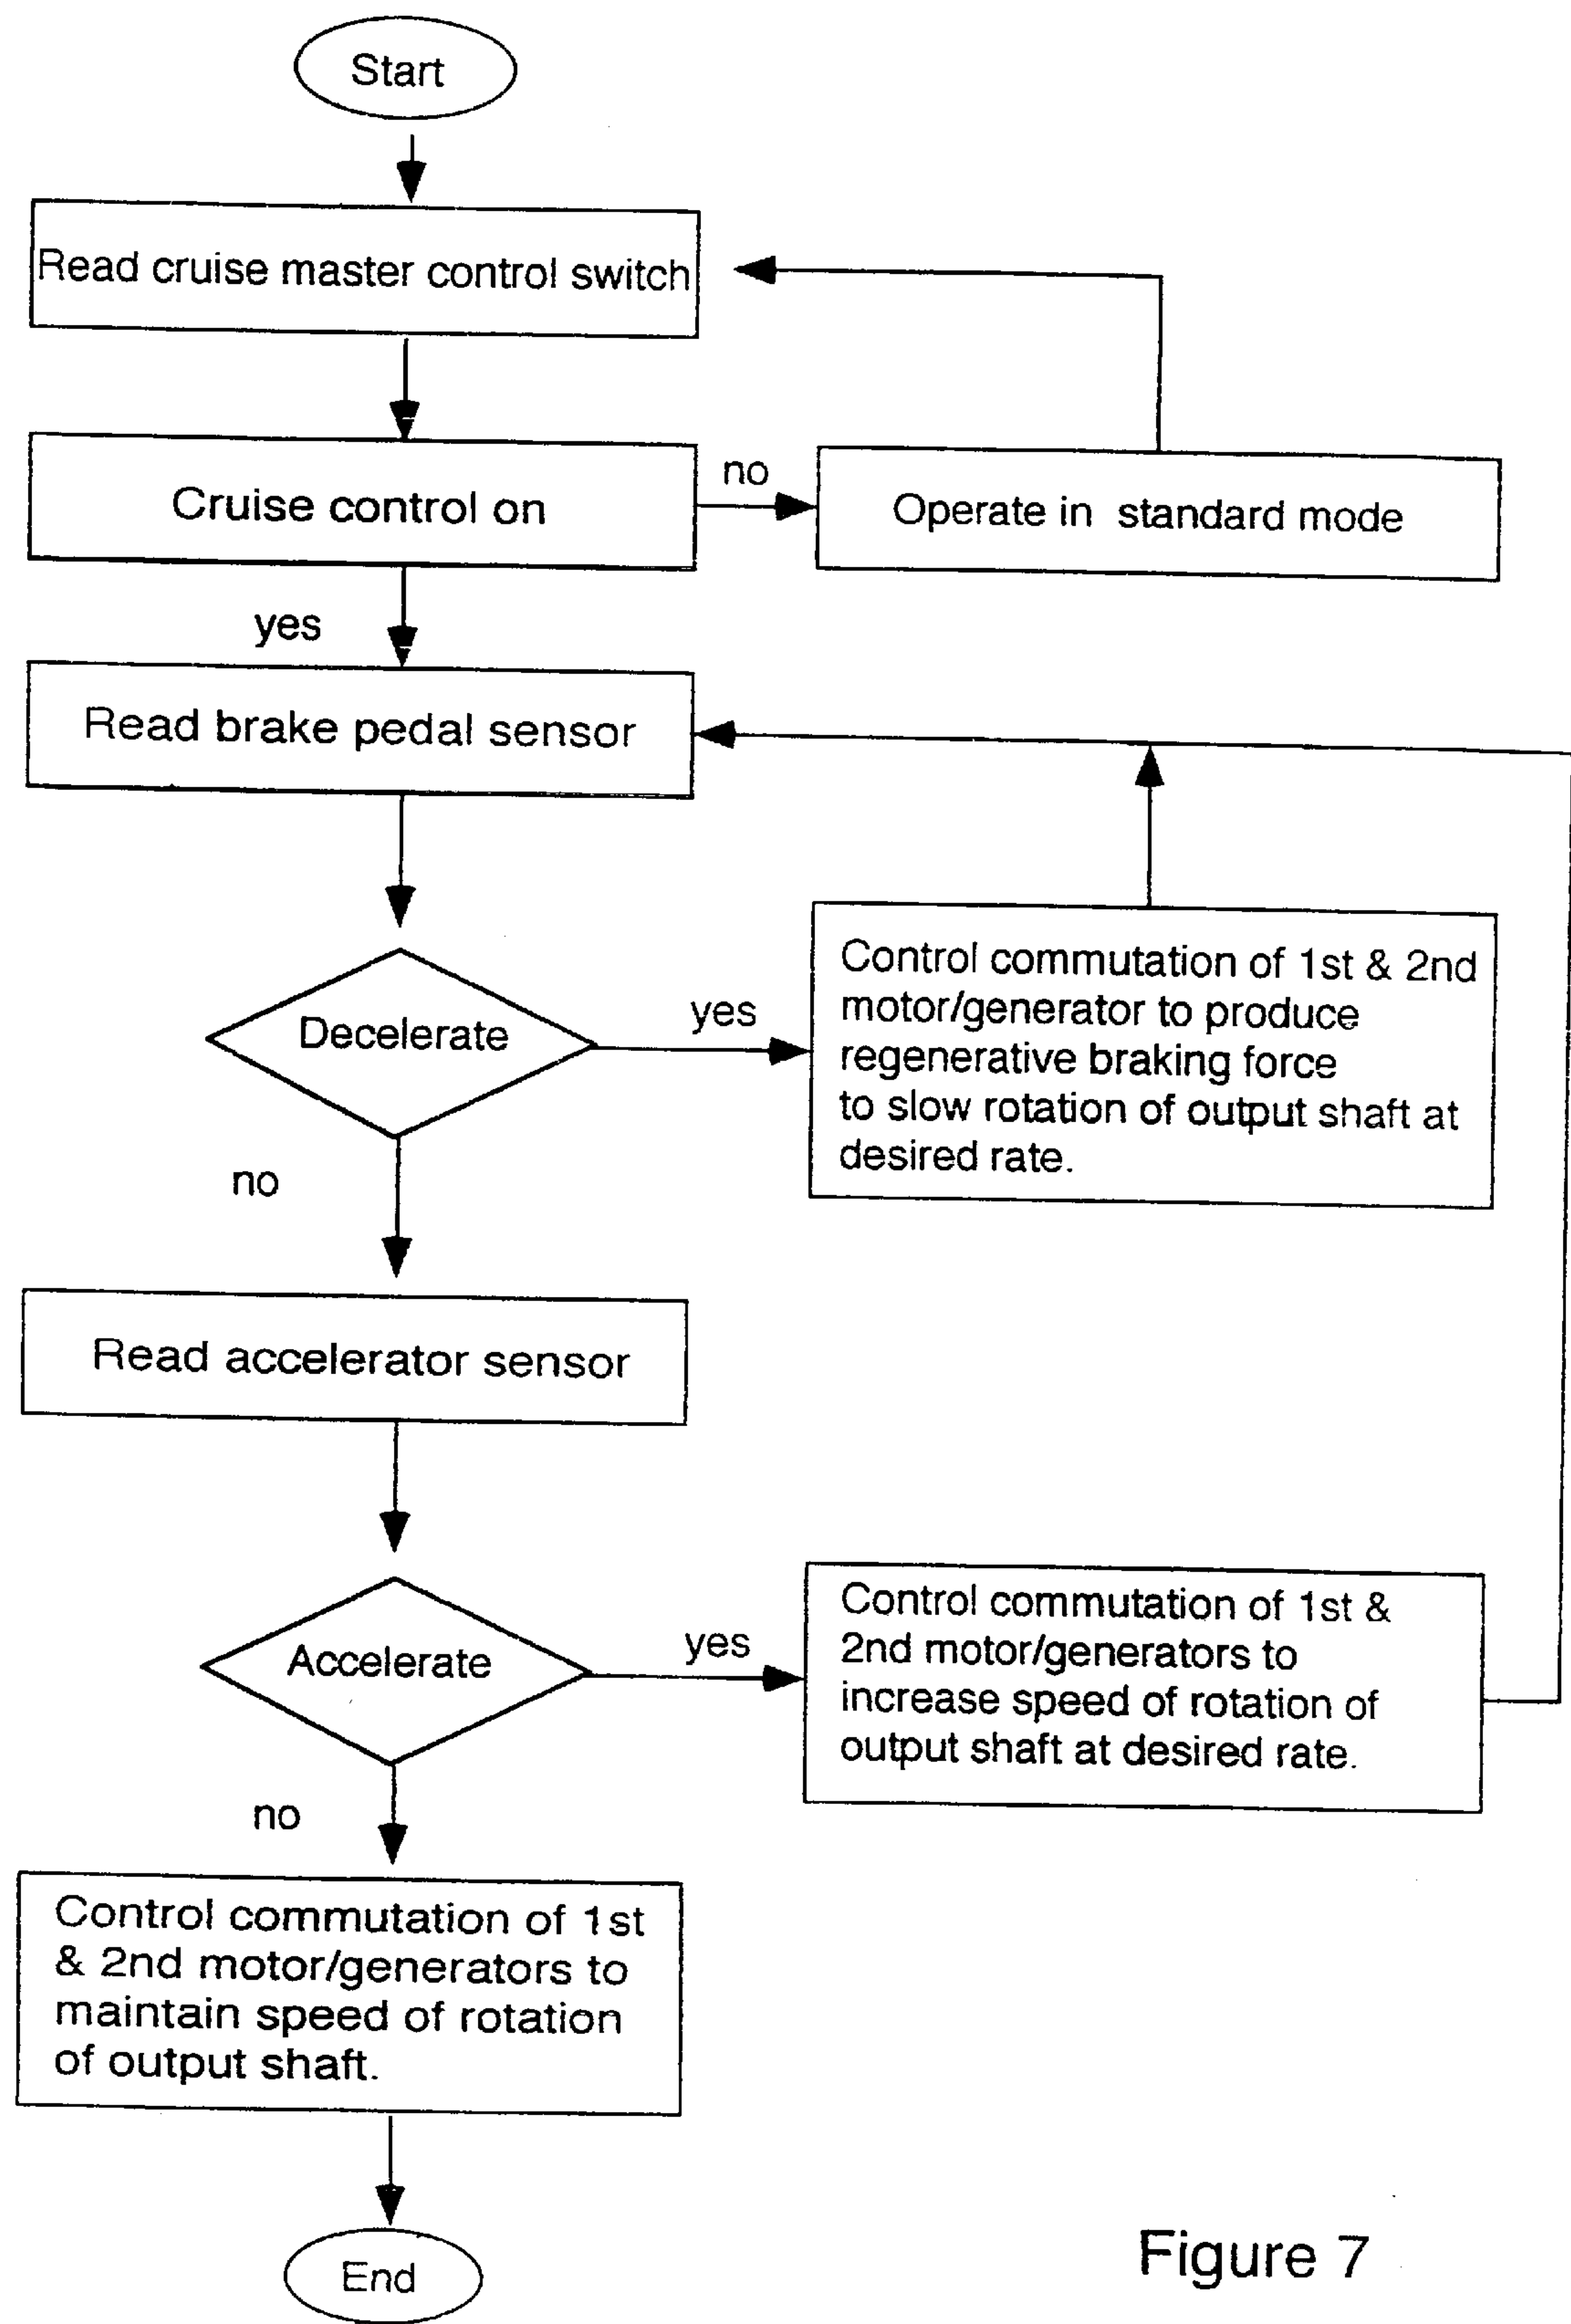 Start
Read cruise master control switch
Cruise control on
no
Operate in standard mode
yes
Read brake pedal sensor
Decelerate
yes
Control commutation of 1st & 2nd
motor/generator to produce
regenerative braking force
to slow rotation of output shaft at
desired rate.
no
Read accelerator sensor
Accelerate
yes
Control commutation of 1st &
2nd motor/generators to
increase speed of rotation of
output shaft at desired rate.
no
Control commutation of 1st
& 2nd motor/generators to
maintain speed of rotation
of output shaft.
End
Figure 7